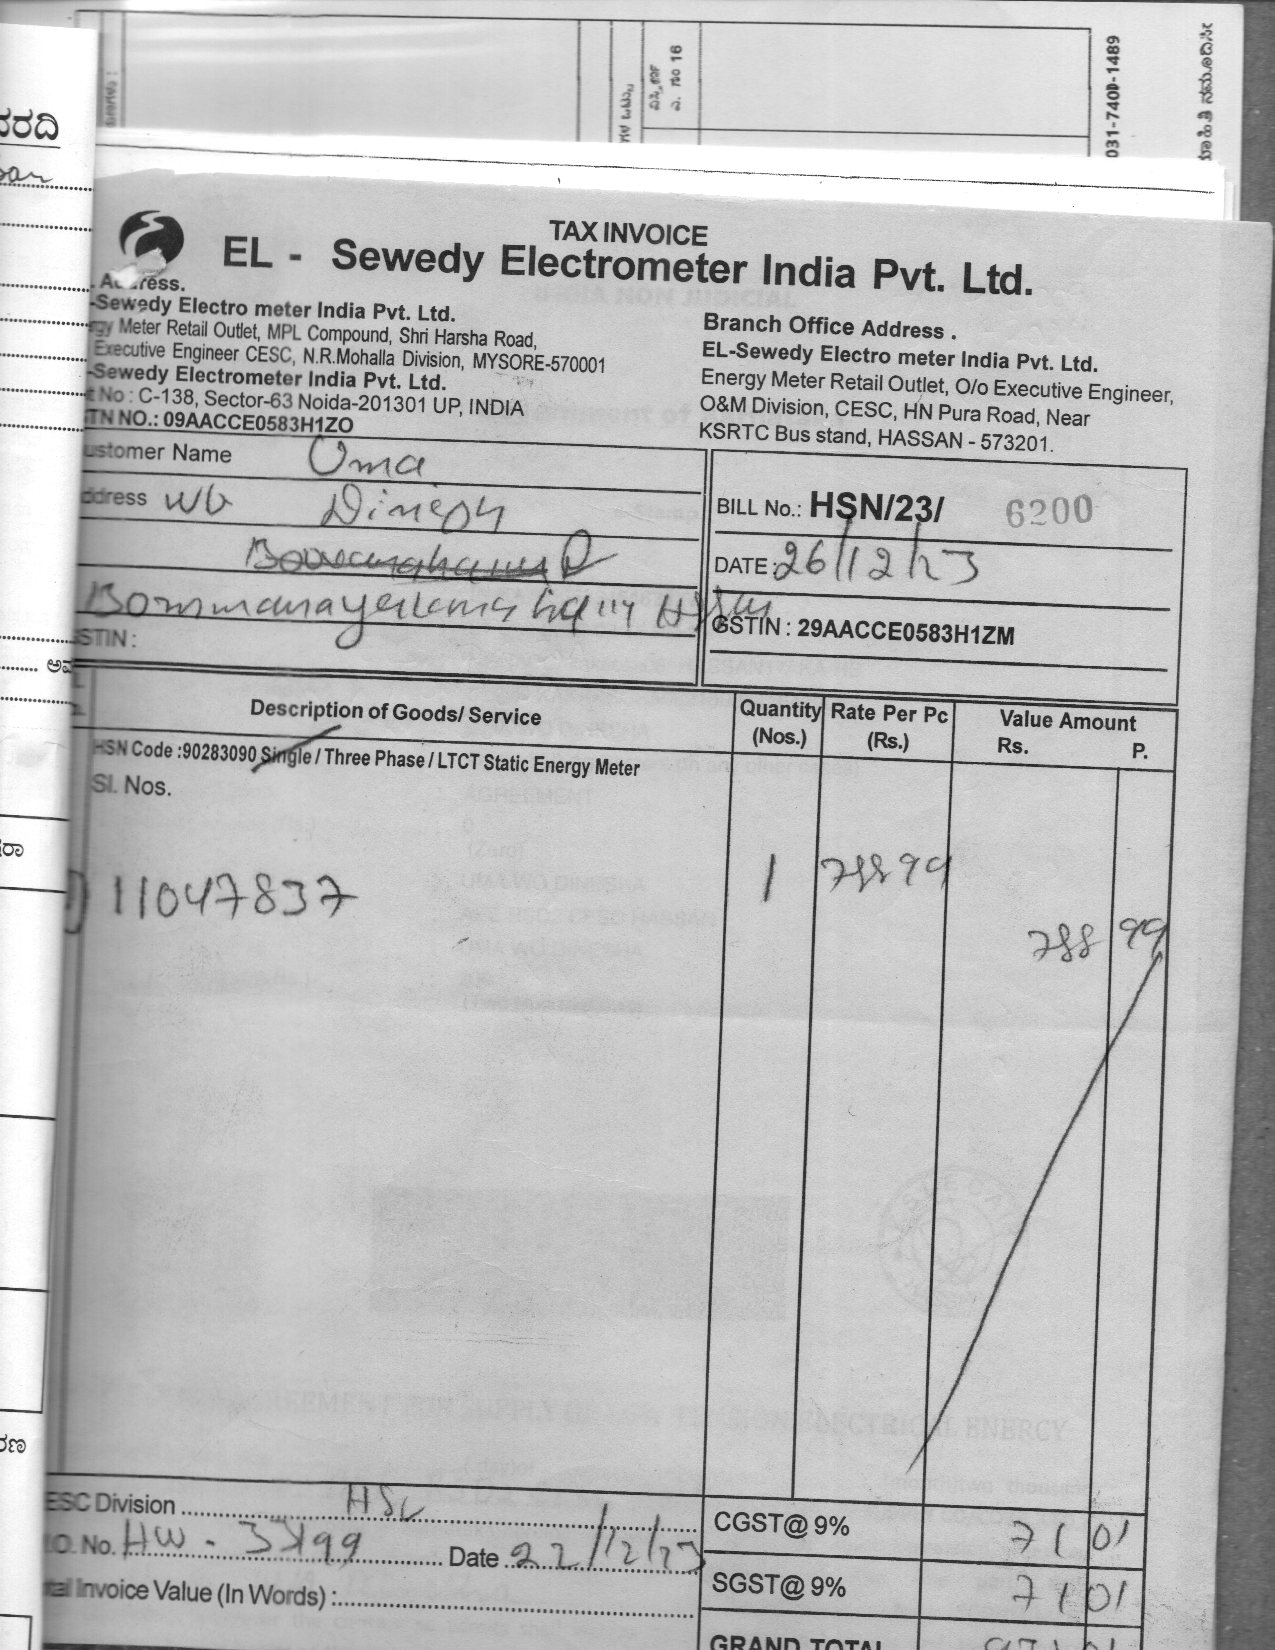 ರದಿ
031-740D-1489
ಎ. ನಂ 16
TAX INVOICE
EL - Sewedy Electrometer India Pvt. Ltd.
-Sewedy Electro meter India Pvt. Ltd.
Meter Retail Outlet, MPL Compound, Shri Harsha Road,
Executive Engineer CESC, N.R.Mohalla Division, MYSORE-570001
-Sewedy Electrometer India Pvt. Ltd.
No : C-138, Sector-63 Noida-201301 UP, INDIA
TN NO.: 09AACCE0583H1ZO
Branch Office Address .
EL-Sewedy Electro meter India Pvt. Ltd.
Energy Meter Retail Outlet, O/o Executive Engineer,
O&M Division, CESC, HN Pura Road, Near
KSRTC Bus stand, HASSAN - 573201.
ustomer Name Uma
ddress Dinesh
STIN :
BILL No.: HSN/23/ 6200
DATE : 26/12/23
GSTIN : 29AACCE0583H1ZM
Description of Goods/ Service Quantity (Nos.) Rate Per Pc (Rs.) Value Amount Rs. P.
HSN Code :90283090 Single / Three Phase / LTCT Static Energy Meter
Sl. Nos.
1) 11047837 1 788 99
788 99
ESC Division HSN
.O. No. Date 22/12/23
tal Invoice Value (In Words) :
CGST@ 9% 71 01
SGST@ 9% 71 01
GRAND TOTAL